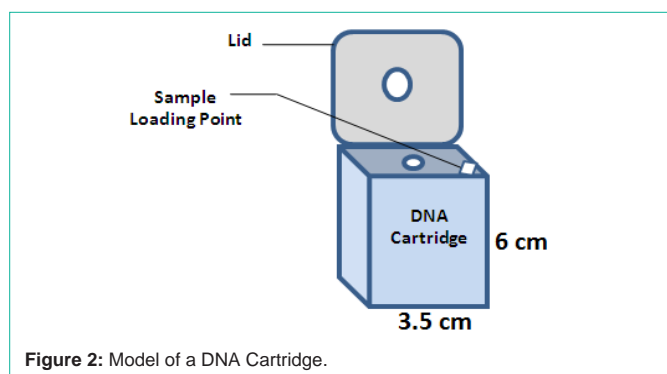 Lid
Sample
Loading Point
DNA
Cartridge
6 cm
3.5 cm
Figure 2: Model of a DNA Cartridge.